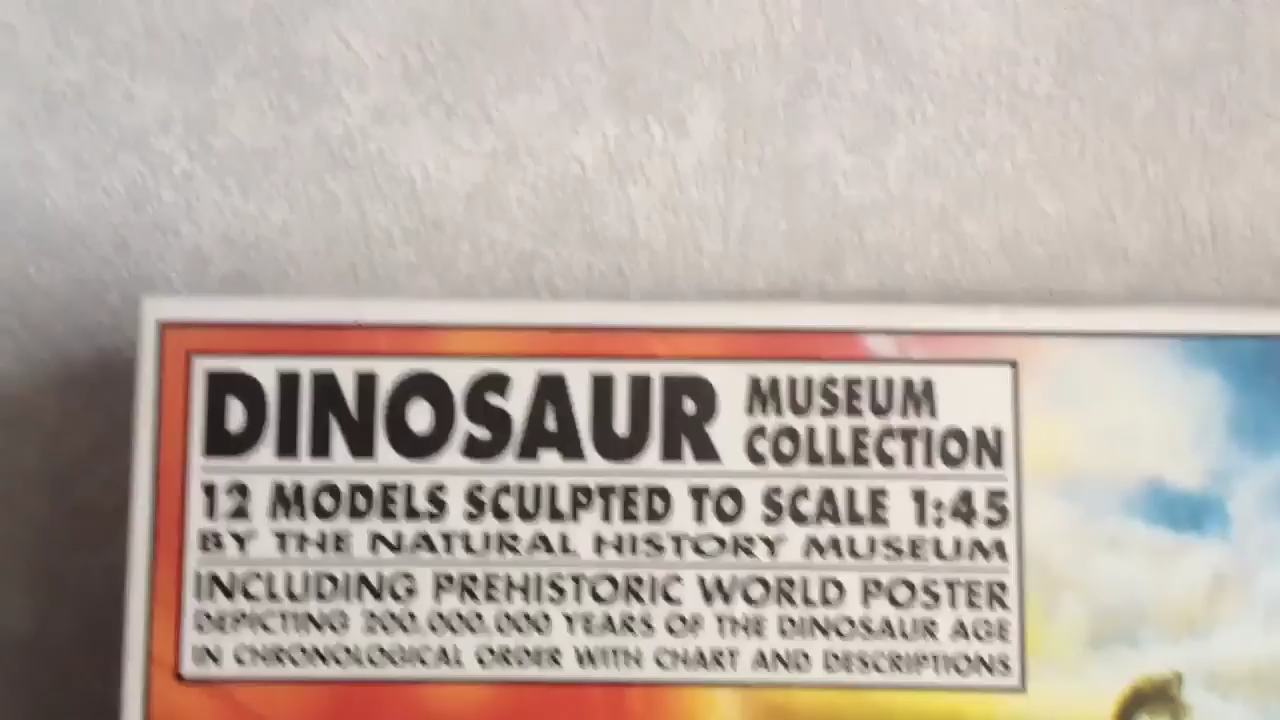 DINOSAUR MUSEUM COLLECTION
12 MODELS SCULPTED TO SCALE 1:45
BY THE NATURAL HISTORY MUSEUM
INCLUDING PREHISTORIC WORLD POSTER
DEPICTING 200,000,000 YEARS OF THE DINOSAUR AGE
IN CHRONOLOGICAL ORDER WITH CHART AND DESCRIPTIONS